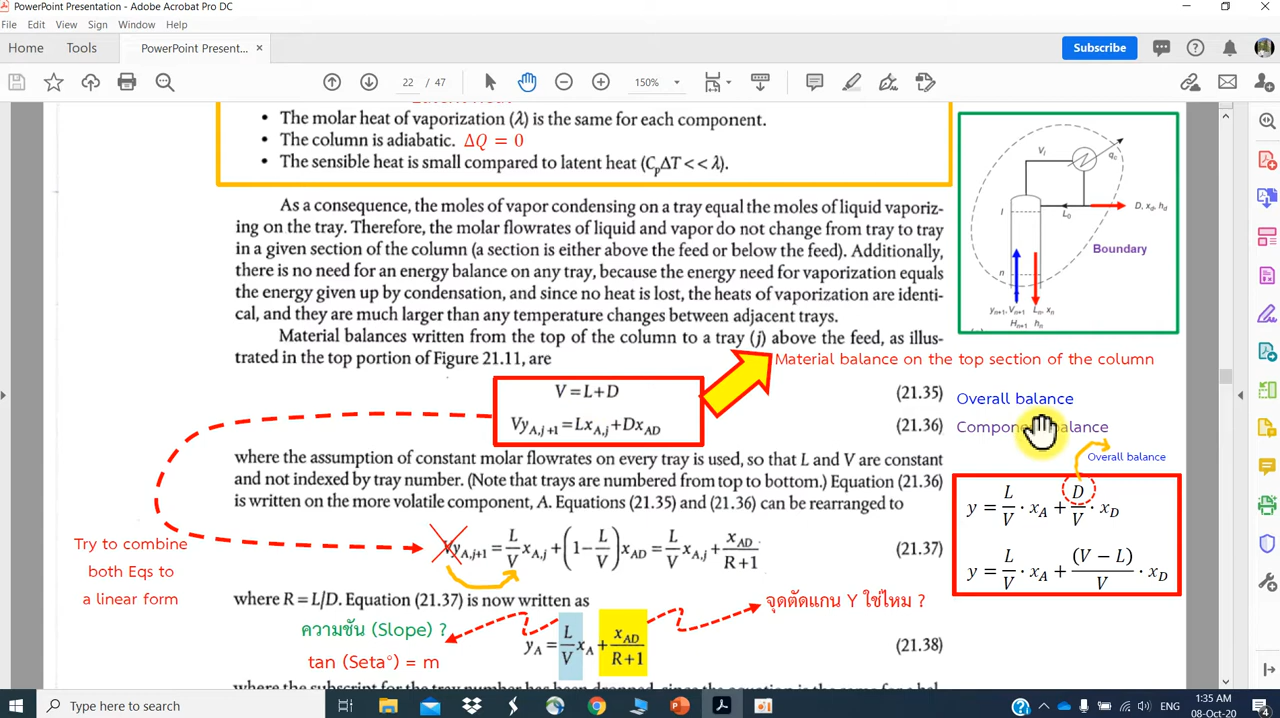 PowerPoint Presentation - Adobe Acrobat Pro DC
File Edit View Sign Window Help
Home Tools PowerPoint Present... × Subscribe
22 / 47 150%
• The molar heat of vaporization (λ) is the same for each component.
• The column is adiabatic. ΔQ = 0
• The sensible heat is small compared to latent heat (CpΔT << λ).
As a consequence, the moles of vapor condensing on a tray equal the moles of liquid vaporiz-
ing on the tray. Therefore, the molar flowrates of liquid and vapor do not change from tray to tray
in a given section of the column (a section is either above the feed or below the feed). Additionally,
there is no need for an energy balance on any tray, because the energy need for vaporization equals
the energy given up by condensation, and since no heat is lost, the heats of vaporization are identi-
cal, and they are much larger than any temperature changes between adjacent trays.
Material balances written from the top of the column to a tray (j) above the feed, as illus-
trated in the top portion of Figure 21.11, are
V1
qc
D, xd, hd
L0
1
Boundary
n
yn+1, Vn+1 Ln, xn
Hn+1 hn
Material balance on the top section of the column
V = L + D (21.35)
Overall balance
VyA,j+1 = LxA,j + DxAD (21.36)
where the assumption of constant molar flowrates on every tray is used, so that L and V are constant
and not indexed by tray number. (Note that trays are numbered from top to bottom.) Equation (21.36)
is written on the more volatile component, A. Equations (21.35) and (21.36) can be rearranged to
Overall balance
y = L/V · xA + D/V · xD
y = L/V · xA + (V − L)/V · xD
Try to combine
both Eqs to
a linear form
VyA,j+1 = L/V xA,j + (1 − L/V) xAD = L/V xA,j + xAD/R+1 (21.37)
where R = L/D. Equation (21.37) is now written as
ความชัน (Slope) ?
tan (Seta°) = m
จุดตัดแกน Y ใช่ไหม ?
yA = L/V xA + xAD/R+1 (21.38)
Type here to search
ENG
1:35 AM
08-Oct-20
4